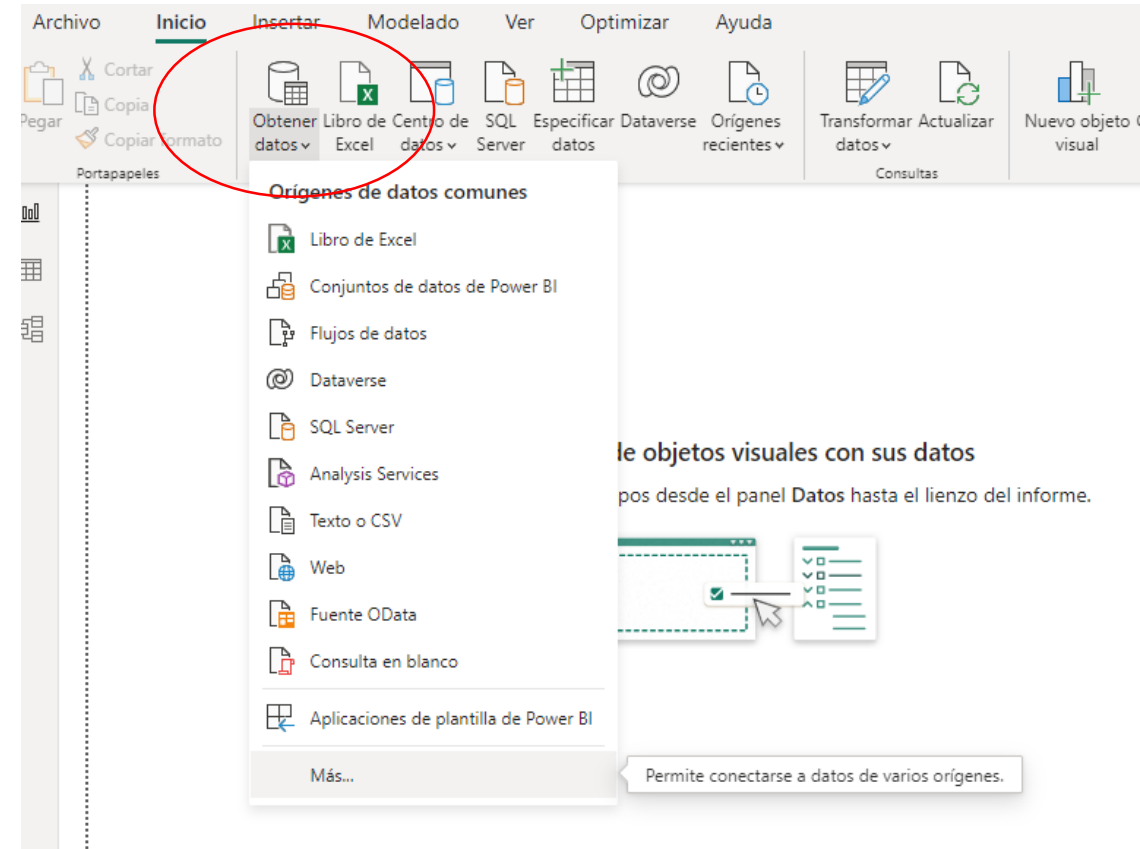 Archivo Inicio Insertar Modelado Ver Optimizar Ayuda
Pegar
Cortar
Copia
Copiar formato
Portapapeles
Obtener datos
Libro de Excel
Centro de datos
SQL Server
Especificar datos
Dataverse
Orígenes recientes
Transformar datos
Actualizar
Consultas
Nuevo objeto visual
Orígenes de datos comunes
Libro de Excel
Conjuntos de datos de Power BI
Flujos de datos
Dataverse
SQL Server
Analysis Services
Texto o CSV
Web
Fuente OData
Consulta en blanco
Aplicaciones de plantilla de Power BI
Más...
Permite conectarse a datos de varios orígenes.
de objetos visuales con sus datos
pos desde el panel Datos hasta el lienzo del informe.